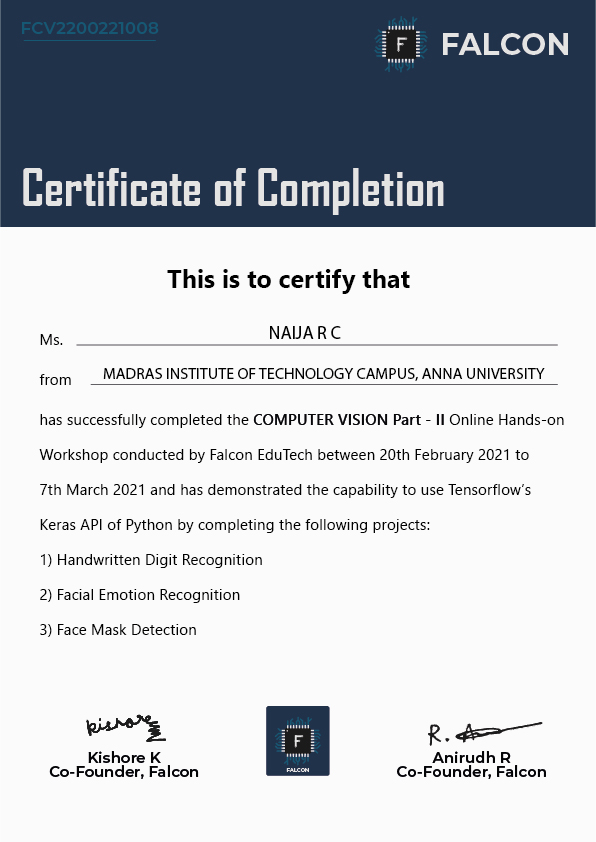 FCV2200221008
F
FALCON
Certificate of Completion
This is to certify that
Ms. NAIJA R C
from MADRAS INSTITUTE OF TECHNOLOGY CAMPUS, ANNA UNIVERSITY
has successfully completed the COMPUTER VISION Part - II Online Hands-on
Workshop conducted by Falcon EduTech between 20th February 2021 to
7th March 2021 and has demonstrated the capability to use Tensorflow's
Keras API of Python by completing the following projects:
1) Handwritten Digit Recognition
2) Facial Emotion Recognition
3) Face Mask Detection
kishore
Kishore K
Co-Founder, Falcon
F
FALCON
R.
Anirudh R
Co-Founder, Falcon